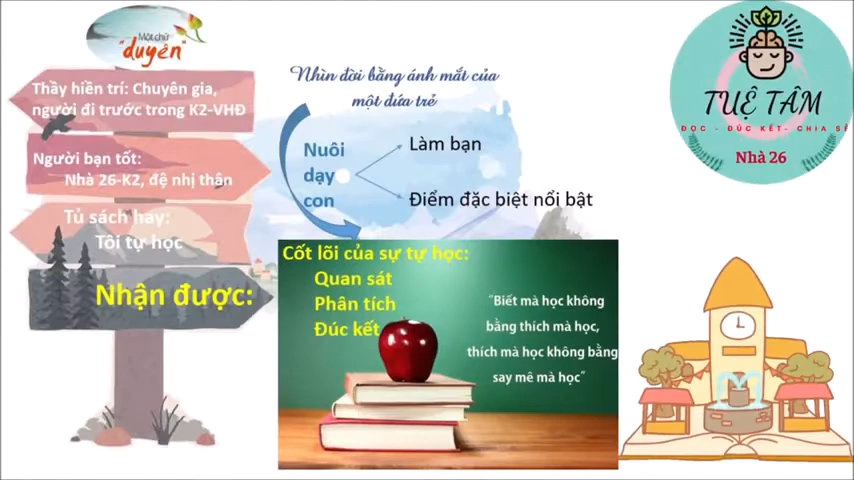 Một chữ
"duyên"
Thầy hiền trí: Chuyên gia,
người đi trước trong K2-VHĐ
Người bạn tốt:
Nhà 26-K2, đệ nhị thân
Tủ sách hay:
Tôi tự học
Nhận được:
Nhìn đời bằng ánh mắt của
một đứa trẻ
Nuôi
dạy
con
Làm bạn
Điểm đặc biệt nổi bật
Cốt lõi của sự tự học:
Quan sát
Phân tích
Đúc kết
"Biết mà học không
bằng thích mà học,
thích mà học không bằng
say mê mà học"
TUỆ TÂM
ĐỌC - ĐÚC KẾT- CHIA SẺ
Nhà 26